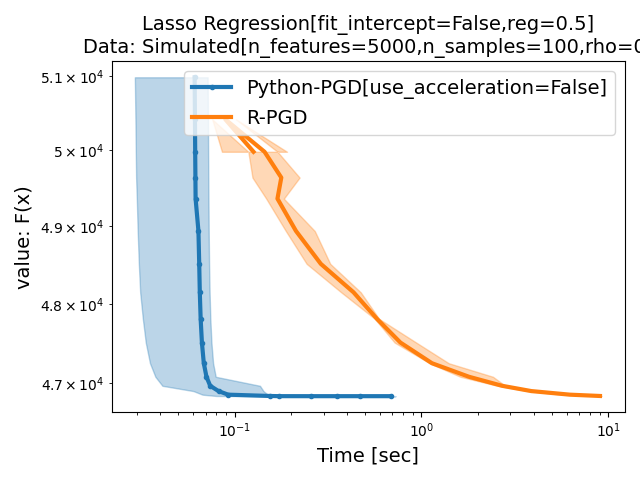 Lasso Regression[fit_intercept=False,reg=0.5]
Data: Simulated[n_features=5000,n_samples=100,rho=0
Python-PGD[use_acceleration=False]
R-PGD
value: F(x)
5.1 × 10⁴
5 × 10⁴
4.9 × 10⁴
4.8 × 10⁴
4.7 × 10⁴
10⁻¹
10⁰
10¹
Time [sec]